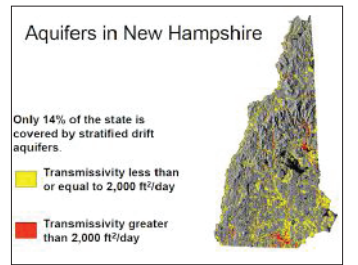 Aquifers in New Hampshire
Only 14% of the state is
covered by stratified drift
aquifers.
Transmissivity less than
or equal to 2,000 ft²/day
Transmissivity greater
than 2,000 ft²/day